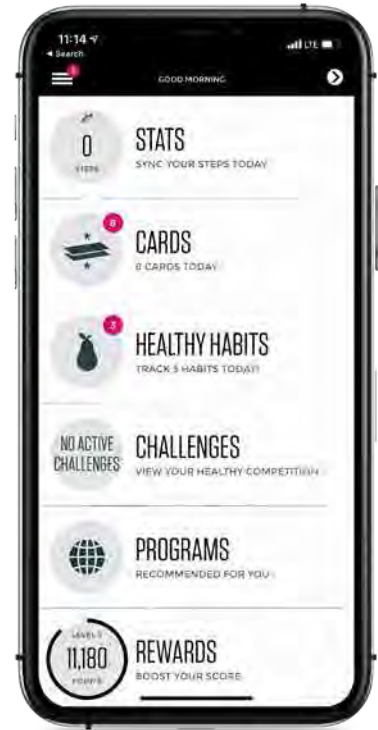 11:14
Search
LTE
1
GOOD MORNING
0
STEPS
STATS
SYNC YOUR STEPS TODAY
CARDS
CARDS TODAY
3
HEALTHY HABITS
TRACK HABITS TODAY!
NO ACTIVE
CHALLENGES
CHALLENGES
VIEW YOUR HEALTHY COMPETITION
PROGRAMS
RECOMMENDED FOR YOU
LEVEL
11,180
POINTS
REWARDS
BOOST YOUR SCORE